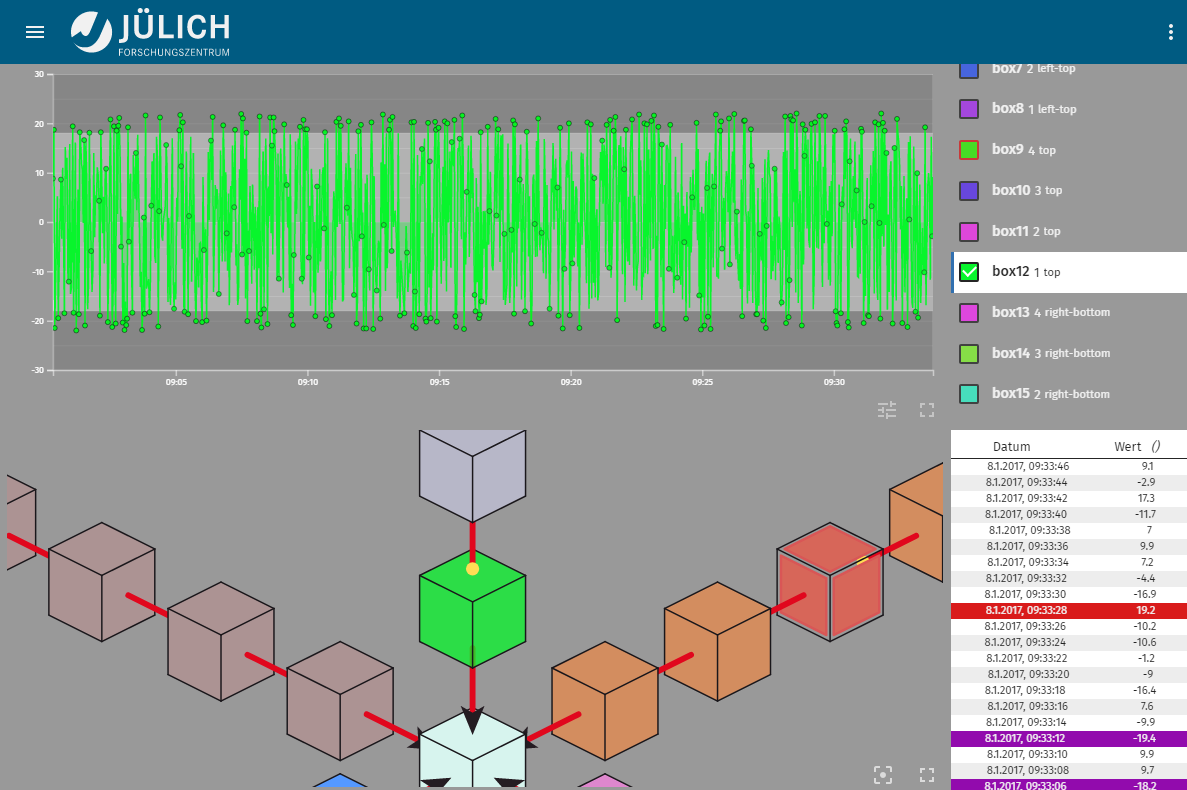 JÜLICH
FORSCHUNGSZENTRUM
30
20
10
0
-10
-20
-30
09:05
09:10
09:15
09:20
09:25
09:30
box7 2 left-top
box8 1 left-top
box9 4 top
box10 3 top
box11 2 top
box12 1 top
box13 4 right-bottom
box14 3 right-bottom
box15 2 right-bottom
Datum Wert ()
8.1.2017, 09:33:46 9.1
8.1.2017, 09:33:44 -2.9
8.1.2017, 09:33:42 17.3
8.1.2017, 09:33:40 -11.7
8.1.2017, 09:33:38 7
8.1.2017, 09:33:36 9.9
8.1.2017, 09:33:34 7.2
8.1.2017, 09:33:32 -4.4
8.1.2017, 09:33:30 -16.9
8.1.2017, 09:33:28 19.2
8.1.2017, 09:33:26 -10.2
8.1.2017, 09:33:24 -10.6
8.1.2017, 09:33:22 -1.2
8.1.2017, 09:33:20 -9
8.1.2017, 09:33:18 -16.4
8.1.2017, 09:33:16 7.6
8.1.2017, 09:33:14 -9.9
8.1.2017, 09:33:12 -19.4
8.1.2017, 09:33:10 9.9
8.1.2017, 09:33:08 9.7
8.1.2017, 09:33:06 -18.2